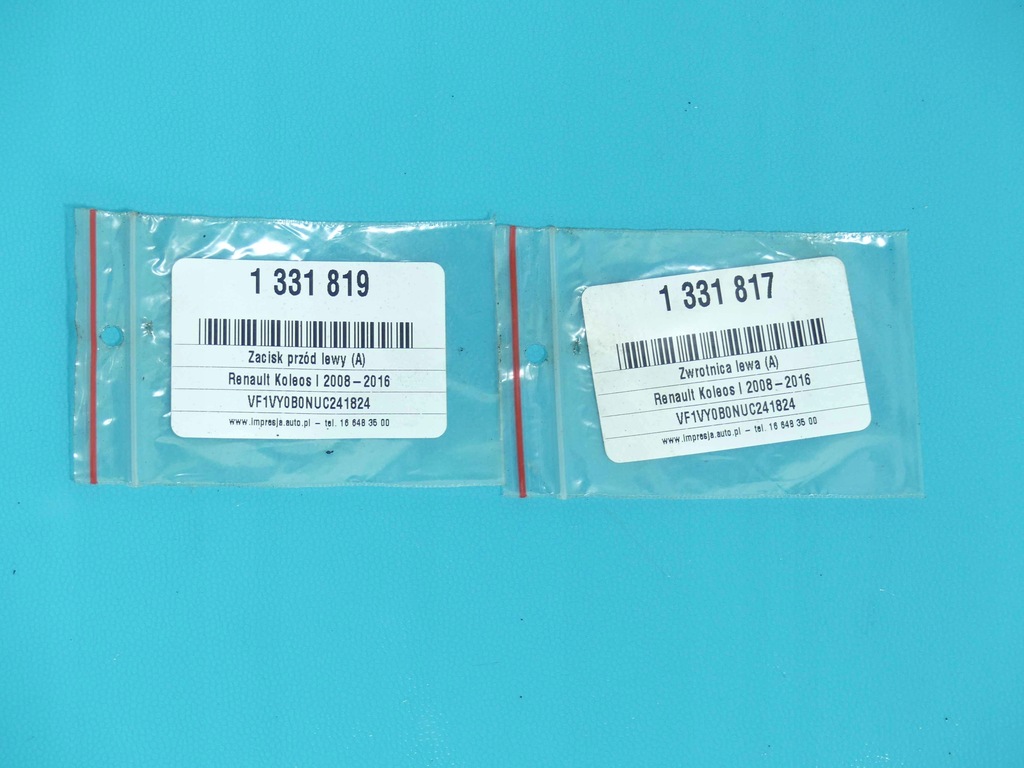 1 331 819
Zacisk przód lewy (A)
Renault Koleos I 2008-2016
VF1VY0B0NUC241824
www.impresja.auto.pl - tel. 16 648 35 00
1 331 817
Zwrotnica lewa (A)
Renault Koleos I 2008-2016
VF1VY0B0NUC241824
www.impresja.auto.pl - tel. 16 648 35 00